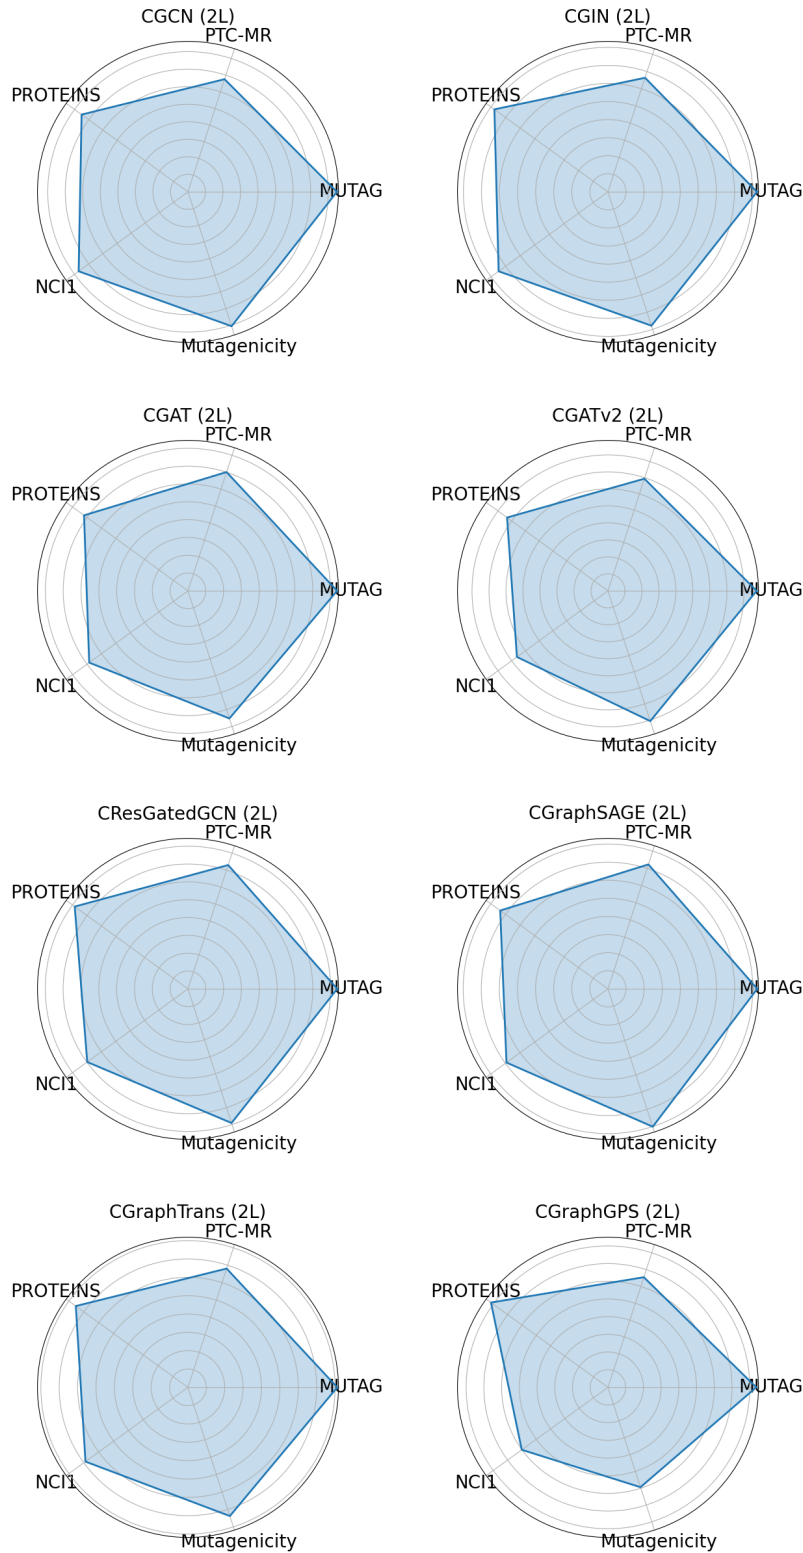 CGCN (2L)
PTC-MR
PROTEINS
MUTAG
NCI1
Mutagenicity
CGIN (2L)
PTC-MR
PROTEINS
MUTAG
NCI1
Mutagenicity
CGAT (2L)
PTC-MR
PROTEINS
MUTAG
NCI1
Mutagenicity
CGATv2 (2L)
PTC-MR
PROTEINS
MUTAG
NCI1
Mutagenicity
CResGatedGCN (2L)
PTC-MR
PROTEINS
MUTAG
NCI1
Mutagenicity
CGraphSAGE (2L)
PTC-MR
PROTEINS
MUTAG
NCI1
Mutagenicity
CGraphTrans (2L)
PTC-MR
PROTEINS
MUTAG
NCI1
Mutagenicity
CGraphGPS (2L)
PTC-MR
PROTEINS
MUTAG
NCI1
Mutagenicity